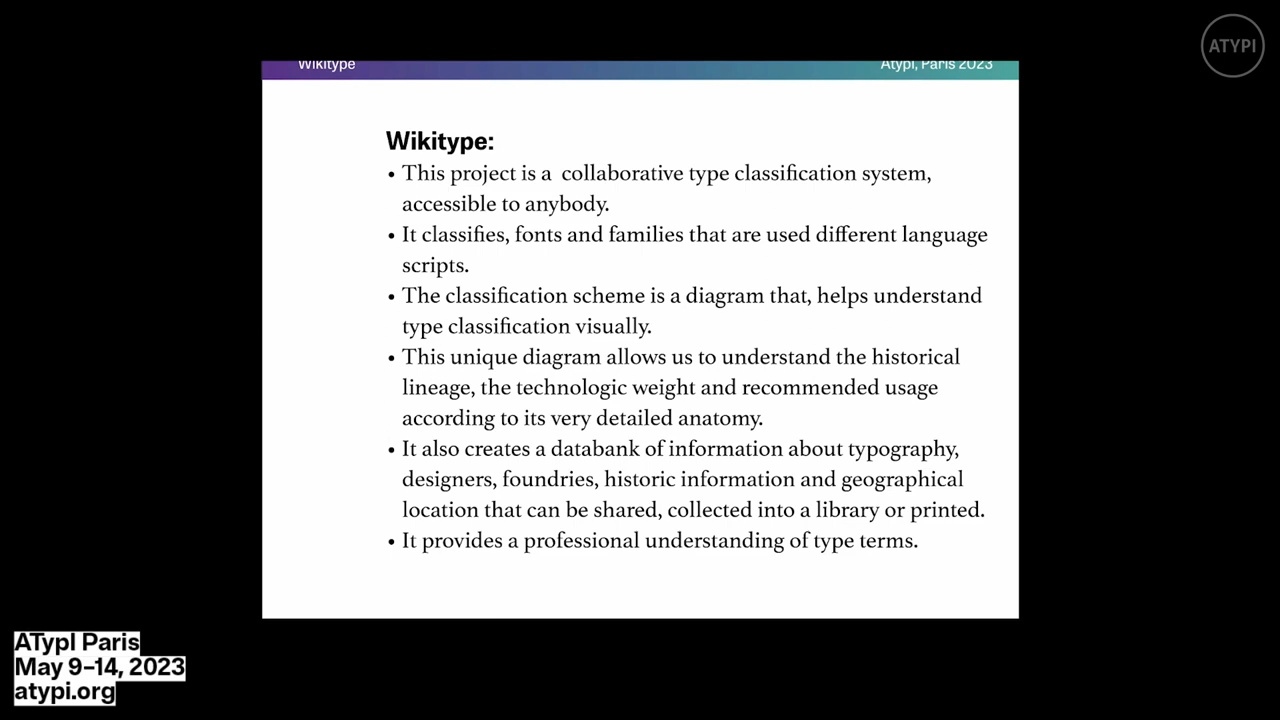 ATYPI
Wikitype
Atypi, Paris 2023
Wikitype:
• This project is a collaborative type classification system,
accessible to anybody.
• It classifies, fonts and families that are used different language
scripts.
• The classification scheme is a diagram that, helps understand
type classification visually.
• This unique diagram allows us to understand the historical
lineage, the technologic weight and recommended usage
according to its very detailed anatomy.
• It also creates a databank of information about typography,
designers, foundries, historic information and geographical
location that can be shared, collected into a library or printed.
• It provides a professional understanding of type terms.
ATypI Paris
May 9–14, 2023
atypi.org